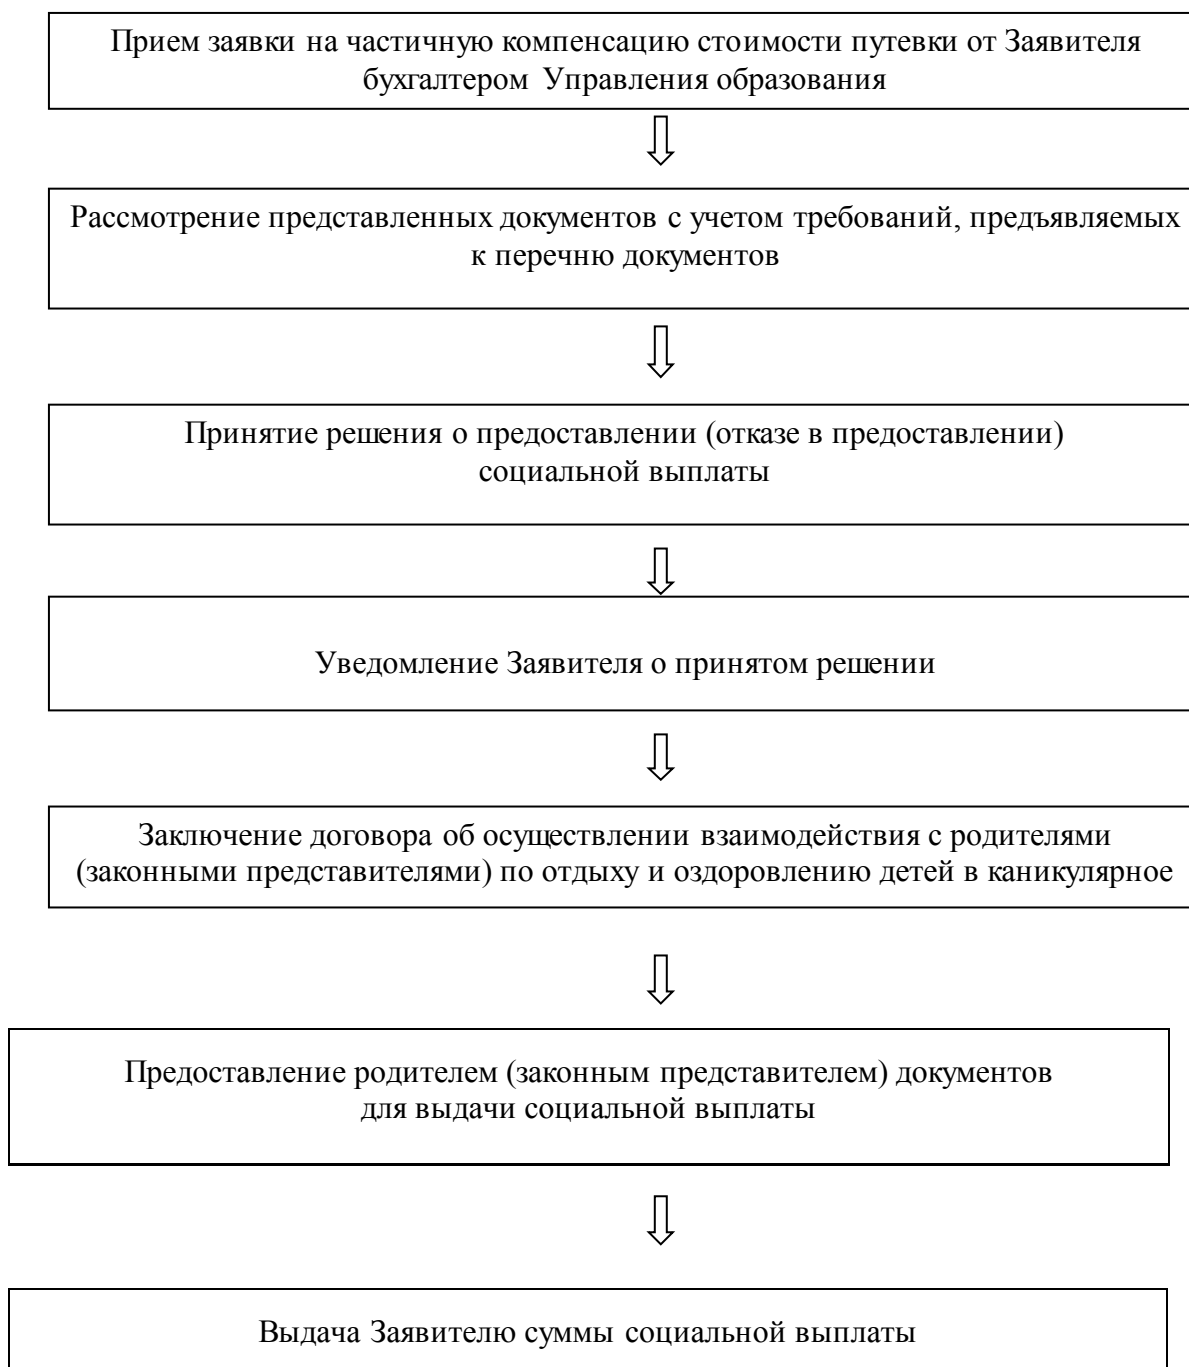 Прием заявки на частичную компенсацию стоимости путевки от Заявителя
бухгалтером Управления образования
Рассмотрение представленных документов с учетом требований, предъявляемых
к перечню документов
Принятие решения о предоставлении (отказе в предоставлении)
социальной выплаты
Уведомление Заявителя о принятом решении
Заключение договора об осуществлении взаимодействия с родителями
(законными представителями) по отдыху и оздоровлению детей в каникулярное
Предоставление родителем (законным представителем) документов
для выдачи социальной выплаты
Выдача Заявителю суммы социальной выплаты